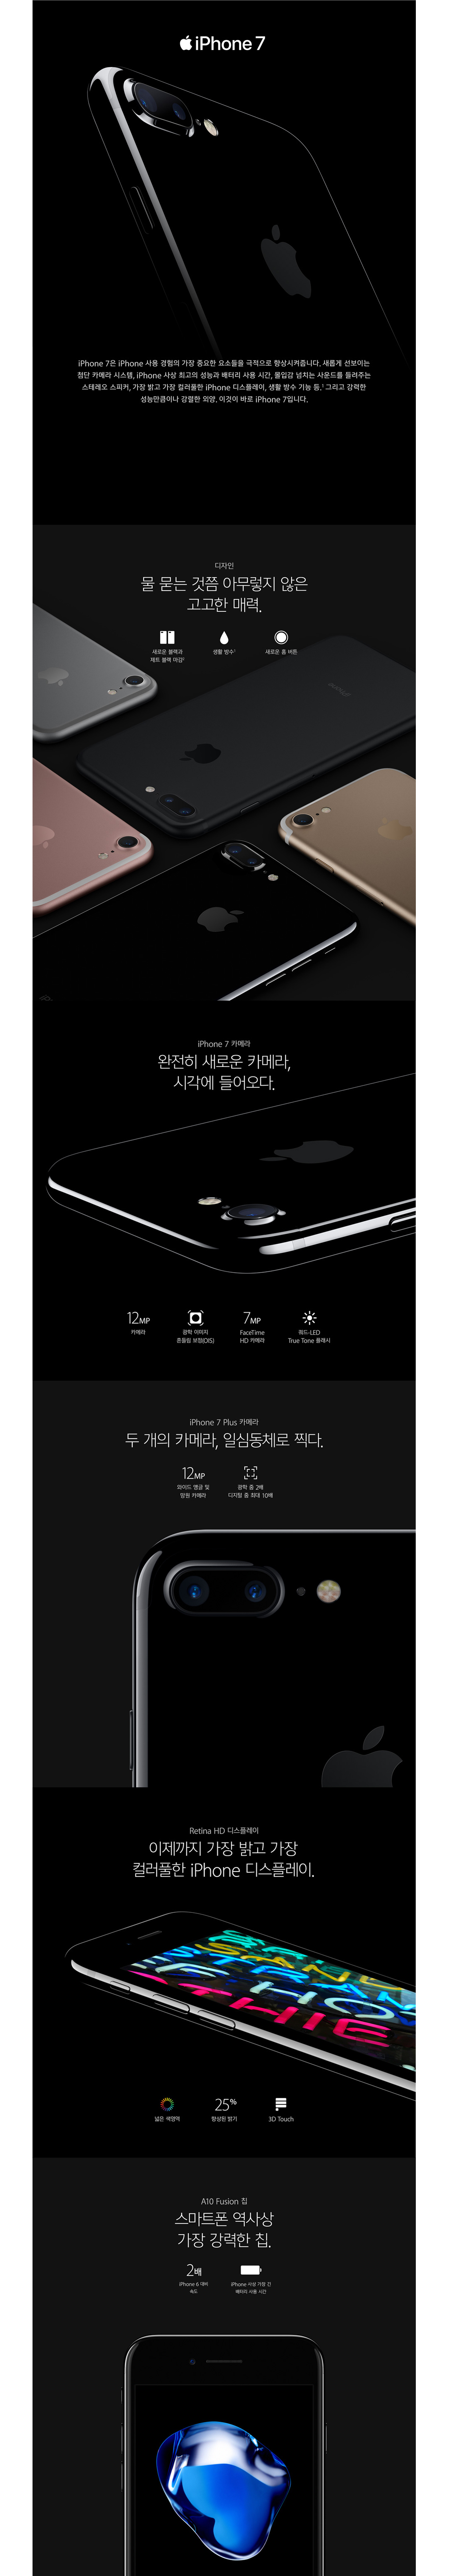 iPhone 7
iPhone 7은 iPhone 사용 경험의 가장 중요한 요소들을 극적으로 향상시켜줍니다. 새롭게 선보이는
첨단 카메라 시스템, iPhone 사상 최고의 성능과 배터리 사용 시간, 몰입감 넘치는 사운드를 들려주는
스테레오 스피커, 가장 밝고 가장 컬러풀한 iPhone 디스플레이, 생활 방수 기능 등.¹ 그리고 강력한
성능만큼이나 강렬한 외양. 이것이 바로 iPhone 7입니다.
디자인
물 묻는 것쯤 아무렇지 않은
고고한 매력.
새로운 블랙과
제트 블랙 마감²
생활 방수¹
새로운 홈 버튼
iPhone
iPhone 7 카메라
완전히 새로운 카메라,
시각에 들어오다.
12MP
카메라
광학 이미지
흔들림 보정(OIS)
7MP
FaceTime
HD 카메라
쿼드-LED
True Tone 플래시
iPhone 7 Plus 카메라
두 개의 카메라, 일심동체로 찍다.
12MP
와이드 앵글 및
망원 카메라
광학 줌 2배
디지털 줌 최대 10배
Retina HD 디스플레이
이제까지 가장 밝고 가장
컬러풀한 iPhone 디스플레이.
넓은 색영역
25%
향상된 밝기
3D Touch
A10 Fusion 칩
스마트폰 역사상
가장 강력한 칩.
2배
iPhone 6 대비
속도
iPhone 사상 가장 긴
배터리 사용 시간